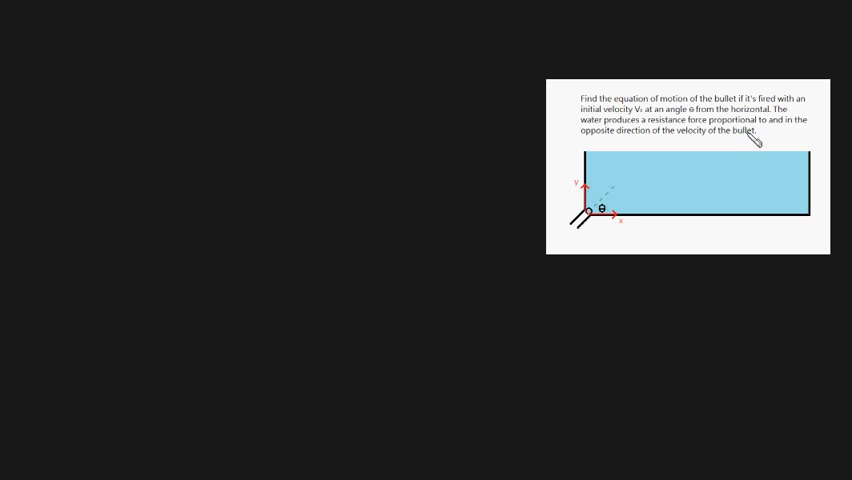 Find the equation of motion of the bullet if it's fired with an
initial velocity Vᵢ at an angle Θ from the horizontal. The
water produces a resistance force proportional to and in the
opposite direction of the velocity of the bullet.
y
Θ
x